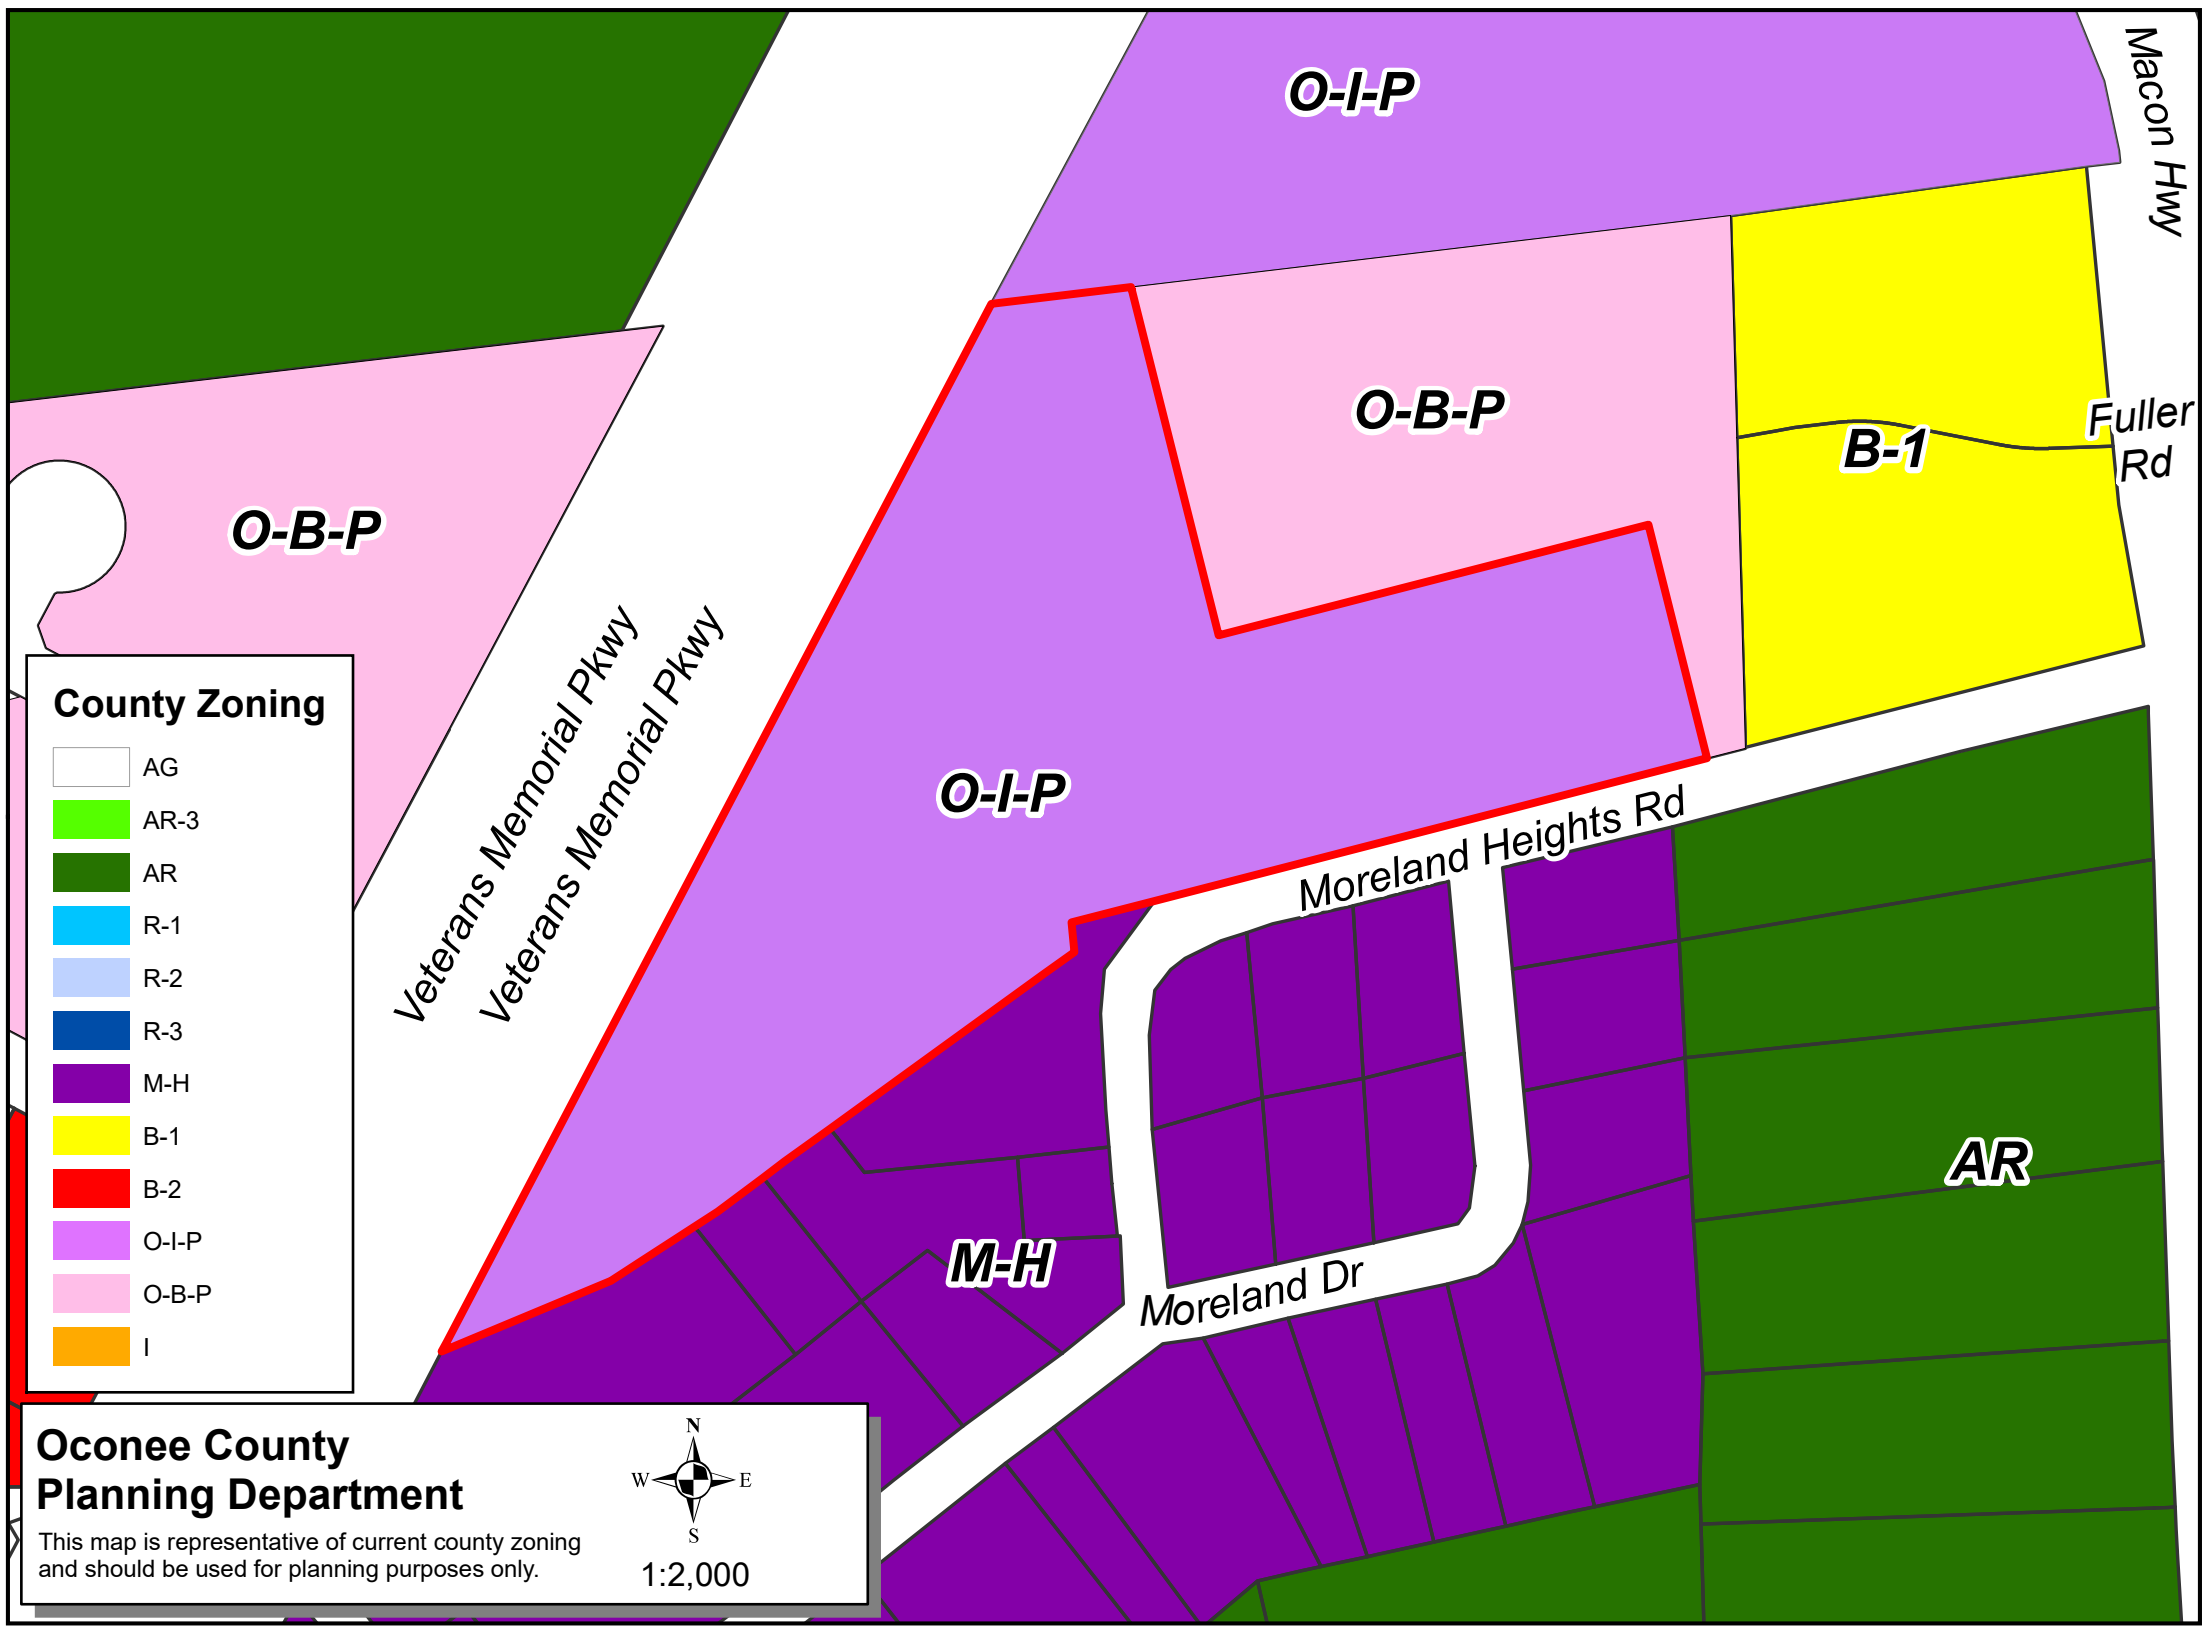 O-I-P
Macon Hwy
O-B-P
Fuller
Rd
B-1
O-B-P
Veterans Memorial Pkwy
Veterans Memorial Pkwy
O-I-P
Moreland Heights Rd
AR
M-H
Moreland Dr
County Zoning
AG
AR-3
AR
R-1
R-2
R-3
M-H
B-1
B-2
O-I-P
O-B-P
I
Oconee County
Planning Department
This map is representative of current county zoning
and should be used for planning purposes only.
N
W E
S
1:2,000